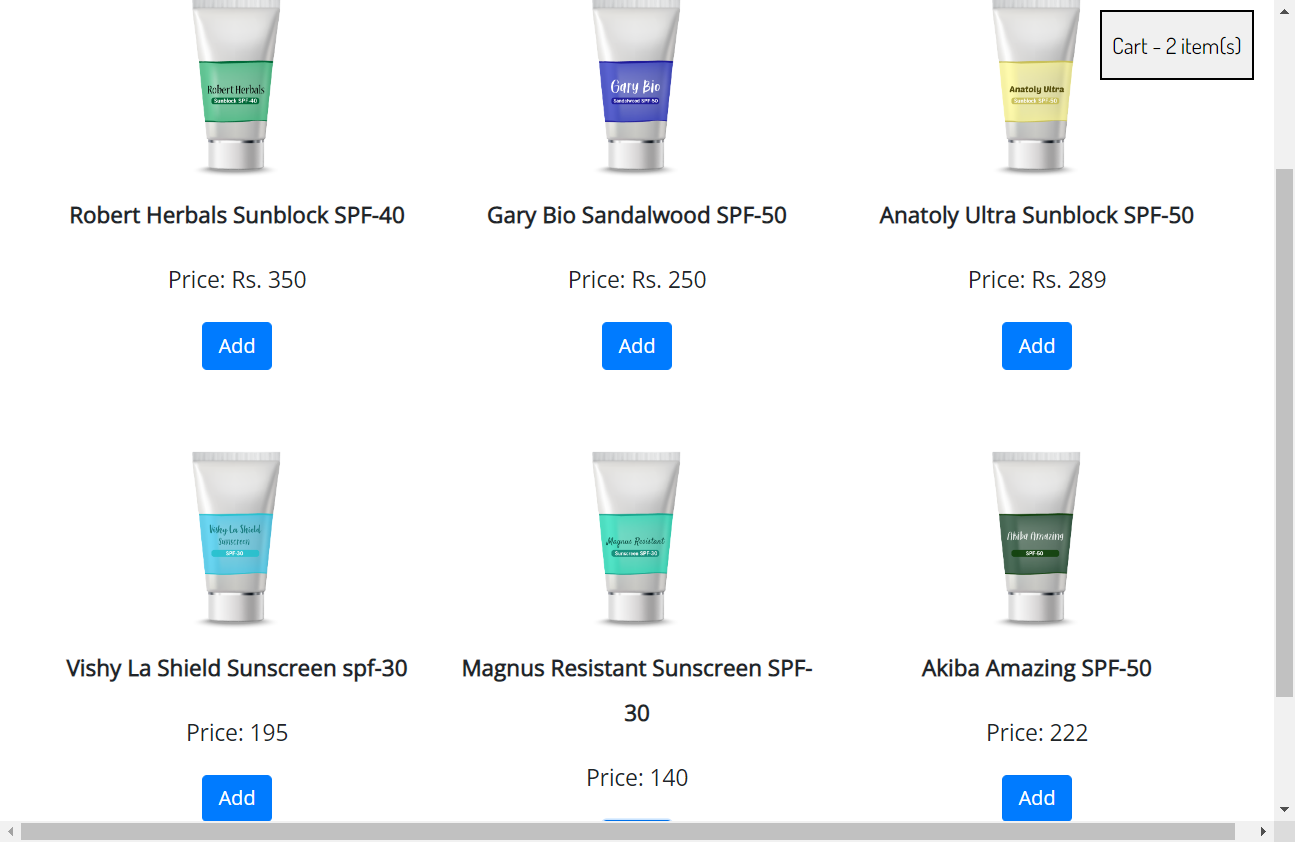 Cart - 2 item(s)
Robert Herbals
Sunblock SPF-40
Gary Bio
Sandalwood SPF-50
Anatoly Ultra
Sunblock SPF-50
Robert Herbals Sunblock SPF-40
Gary Bio Sandalwood SPF-50
Anatoly Ultra Sunblock SPF-50
Price: Rs. 350
Price: Rs. 250
Price: Rs. 289
Add
Add
Add
Vishy La Shield
Sunscreen
SPF-30
Magnus Resistant
Sunscreen SPF-30
Akiba Amazing
SPF-50
Vishy La Shield Sunscreen spf-30
Magnus Resistant Sunscreen SPF-
30
Akiba Amazing SPF-50
Price: 195
Price: 140
Price: 222
Add
Add